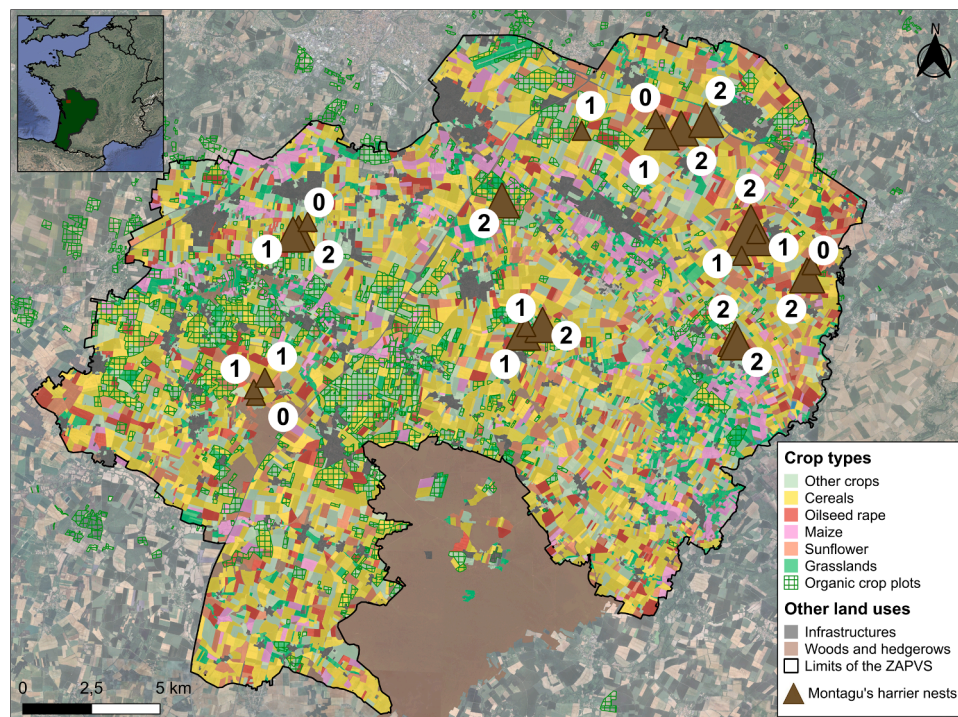 N
1
0
2
1
2
0
2
2
1
2
1
0
1
2
1
2
2
1
2
1
2
1
1
0
Crop types
Other crops
Cereals
Oilseed rape
Maize
Sunflower
Grasslands
Organic crop plots
Other land uses
Infrastructures
Woods and hedgerows
Limits of the ZAPVS
Montagu's harrier nests
0 2,5 5 km